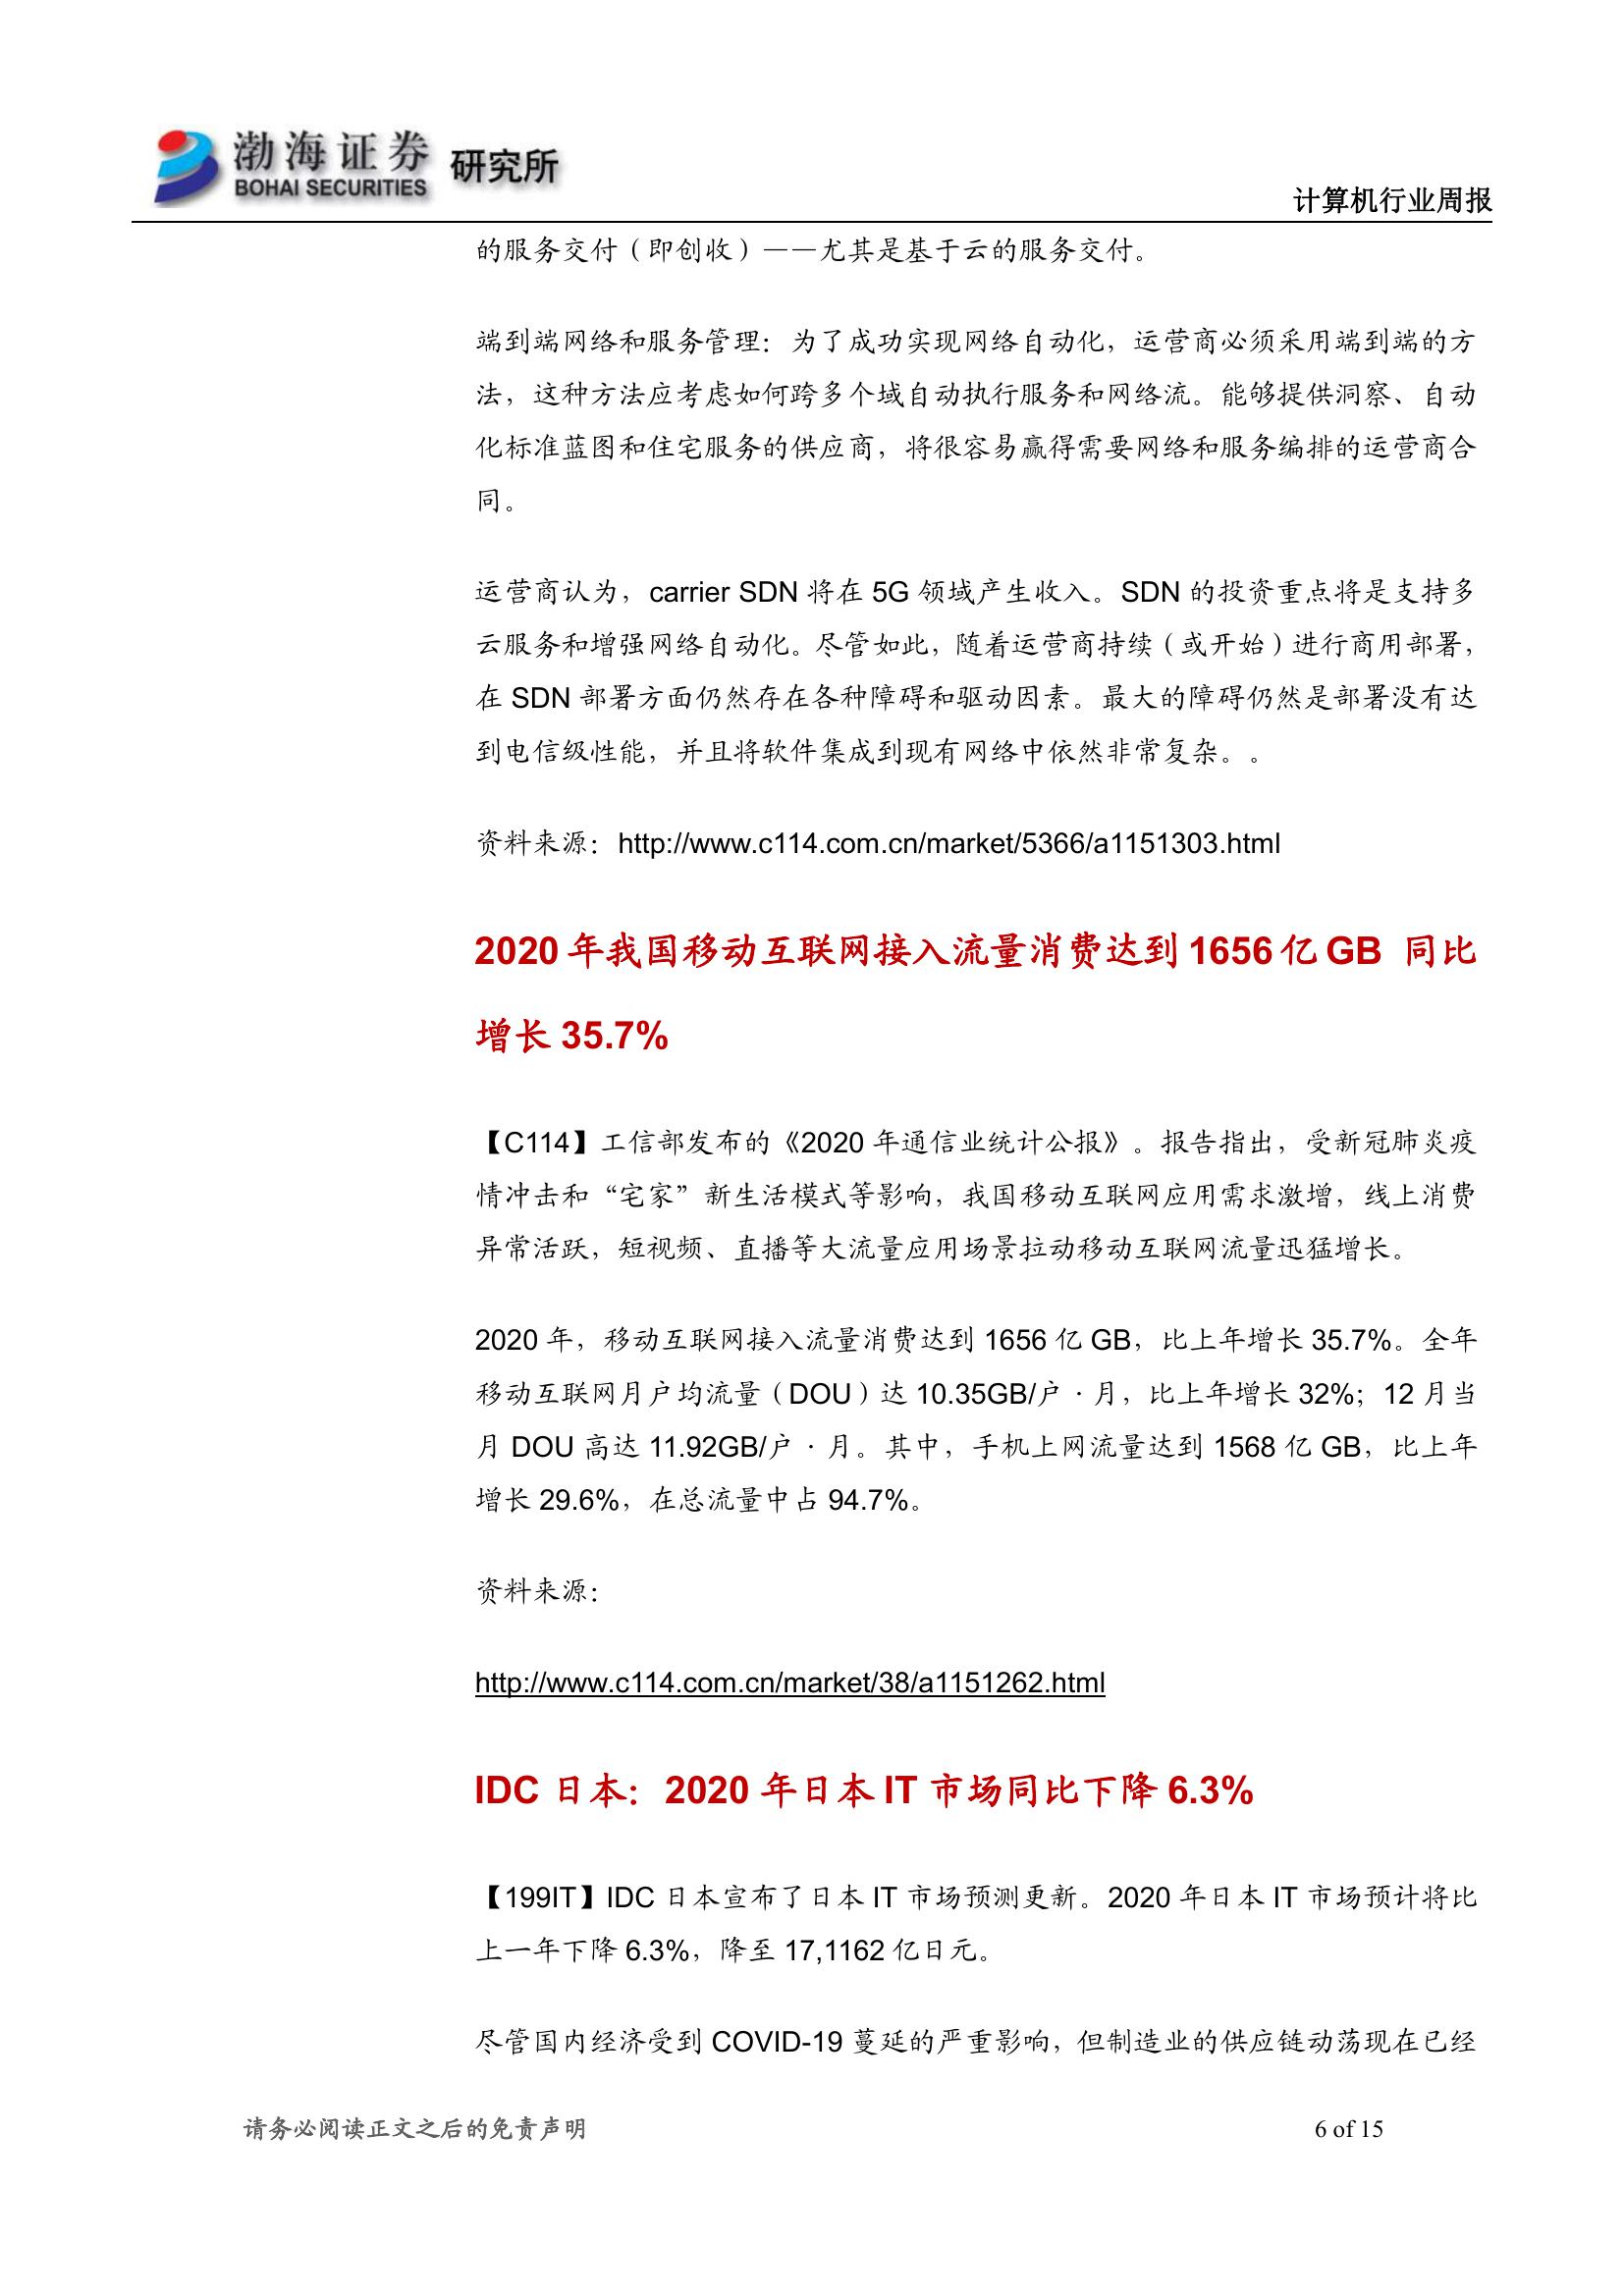 渤海证券 研究所
BOHAI SECURITIES
计算机行业周报
的服务交付（即创收）——尤其是基于云的服务交付。
端到端网络和服务管理：为了成功实现网络自动化，运营商必须采用端到端的方
法，这种方法应考虑如何跨多个域自动执行服务和网络流。能够提供洞察、自动
化标准蓝图和住宅服务的供应商，将很容易赢得需要网络和服务编排的运营商合
同。
运营商认为，carrier SDN 将在 5G 领域产生收入。SDN 的投资重点将是支持多
云服务和增强网络自动化。尽管如此，随着运营商持续（或开始）进行商用部署，
在 SDN 部署方面仍然存在各种障碍和驱动因素。最大的障碍仍然是部署没有达
到电信级性能，并且将软件集成到现有网络中依然非常复杂。。
资料来源：http://www.c114.com.cn/market/5366/a1151303.html
2020 年我国移动互联网接入流量消费达到 1656 亿 GB 同比
增长 35.7%
【C114】工信部发布的《2020 年通信业统计公报》。报告指出，受新冠肺炎疫
情冲击和“宅家”新生活模式等影响，我国移动互联网应用需求激增，线上消费
异常活跃，短视频、直播等大流量应用场景拉动移动互联网流量迅猛增长。
2020 年，移动互联网接入流量消费达到 1656 亿 GB，比上年增长 35.7%。全年
移动互联网月户均流量（DOU）达 10.35GB/户·月，比上年增长 32%；12 月当
月 DOU 高达 11.92GB/户·月。其中，手机上网流量达到 1568 亿 GB，比上年
增长 29.6%，在总流量中占 94.7%。
资料来源：
http://www.c114.com.cn/market/38/a1151262.html
IDC 日本：2020 年日本 IT 市场同比下降 6.3%
【199IT】IDC 日本宣布了日本 IT 市场预测更新。2020 年日本 IT 市场预计将比
上一年下降 6.3%，降至 17,1162 亿日元。
尽管国内经济受到 COVID-19 蔓延的严重影响，但制造业的供应链动荡现在已经
请务必阅读正文之后的免责声明
6 of 15